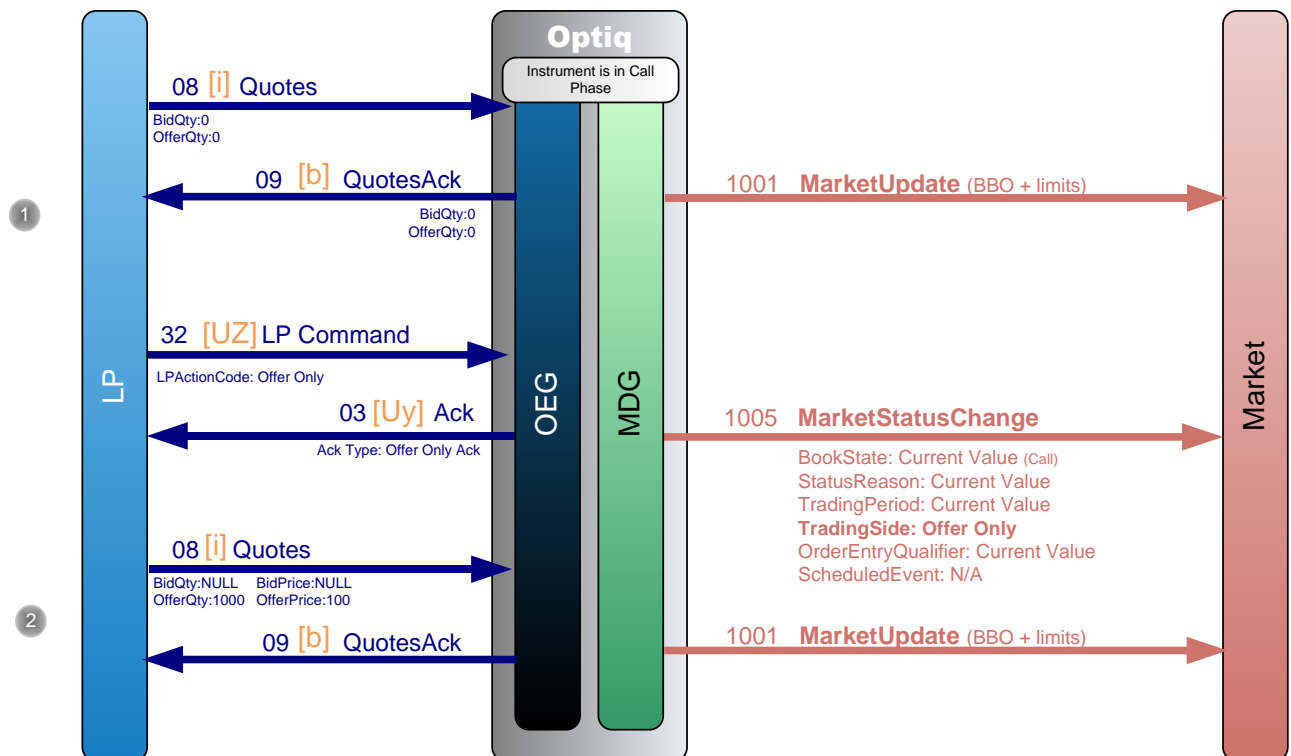 Optiq
Instrument is in Call
Phase
08 [i] Quotes
BidQty:0
OfferQty:0
09 [b] QuotesAck
BidQty:0
OfferQty:0
1001 MarketUpdate (BBO + limits)
1
32 [UZ] LP Command
LPActionCode: Offer Only
LP
OEG
MDG
Market
03 [Uy] Ack
Ack Type: Offer Only Ack
1005 MarketStatusChange
BookState: Current Value (Call)
StatusReason: Current Value
TradingPeriod: Current Value
TradingSide: Offer Only
OrderEntryQualifier: Current Value
ScheduledEvent: N/A
08 [i] Quotes
BidQty:NULL BidPrice:NULL
OfferQty:1000 OfferPrice:100
2
09 [b] QuotesAck
1001 MarketUpdate (BBO + limits)